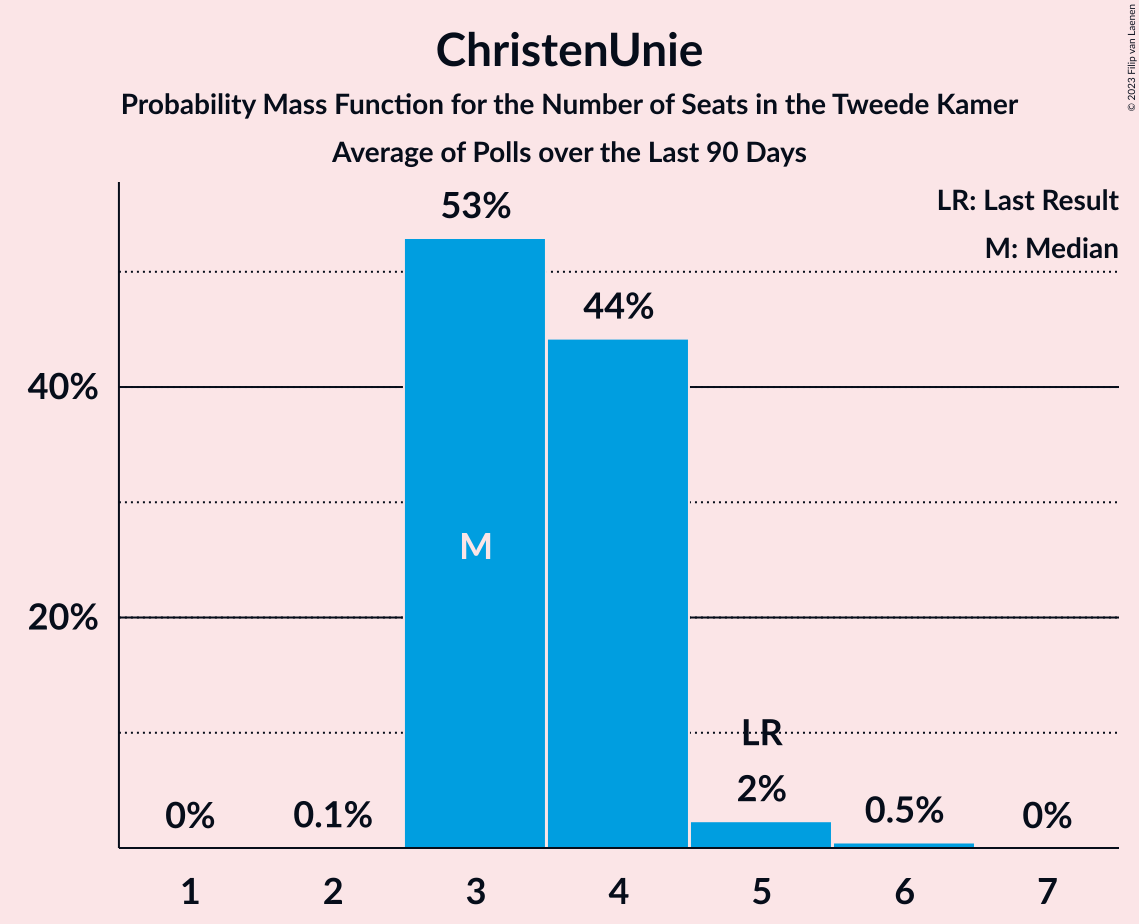 ChristenUnie
Probability Mass Function for the Number of Seats in the Tweede Kamer
Average of Polls over the Last 90 Days
© 2023 Filip van Laenen
LR: Last Result
M: Median
53%
44%
40%
M
20%
LR
2%
0%
0.1%
0.5%
0%
1 2 3 4 5 6 7